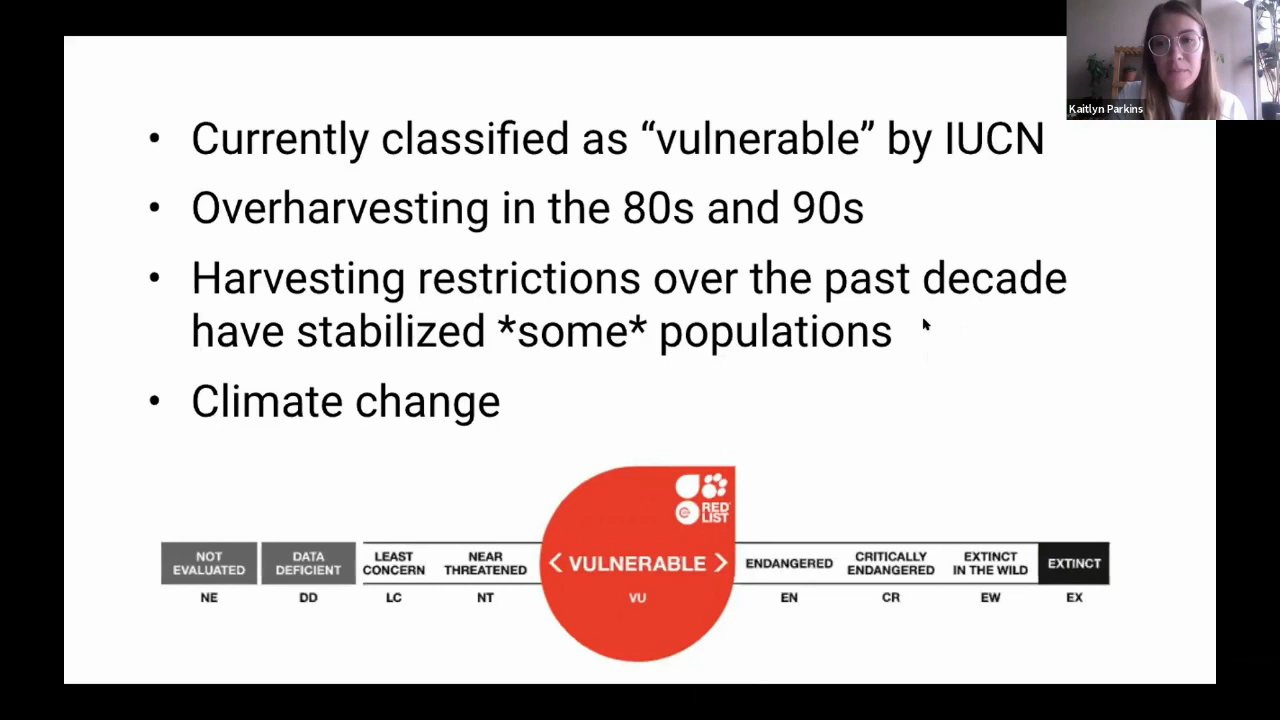 Kaitlyn Parkins
• Currently classified as “vulnerable” by IUCN
• Overharvesting in the 80s and 90s
• Harvesting restrictions over the past decade
have stabilized *some* populations
• Climate change
RED
LIST
NOT
EVALUATED
NE
DATA
DEFICIENT
DD
LEAST
CONCERN
LC
NEAR
THREATENED
NT
< VULNERABLE >
VU
ENDANGERED
EN
CRITICALLY
ENDANGERED
CR
EXTINCT
IN THE WILD
EW
EXTINCT
EX